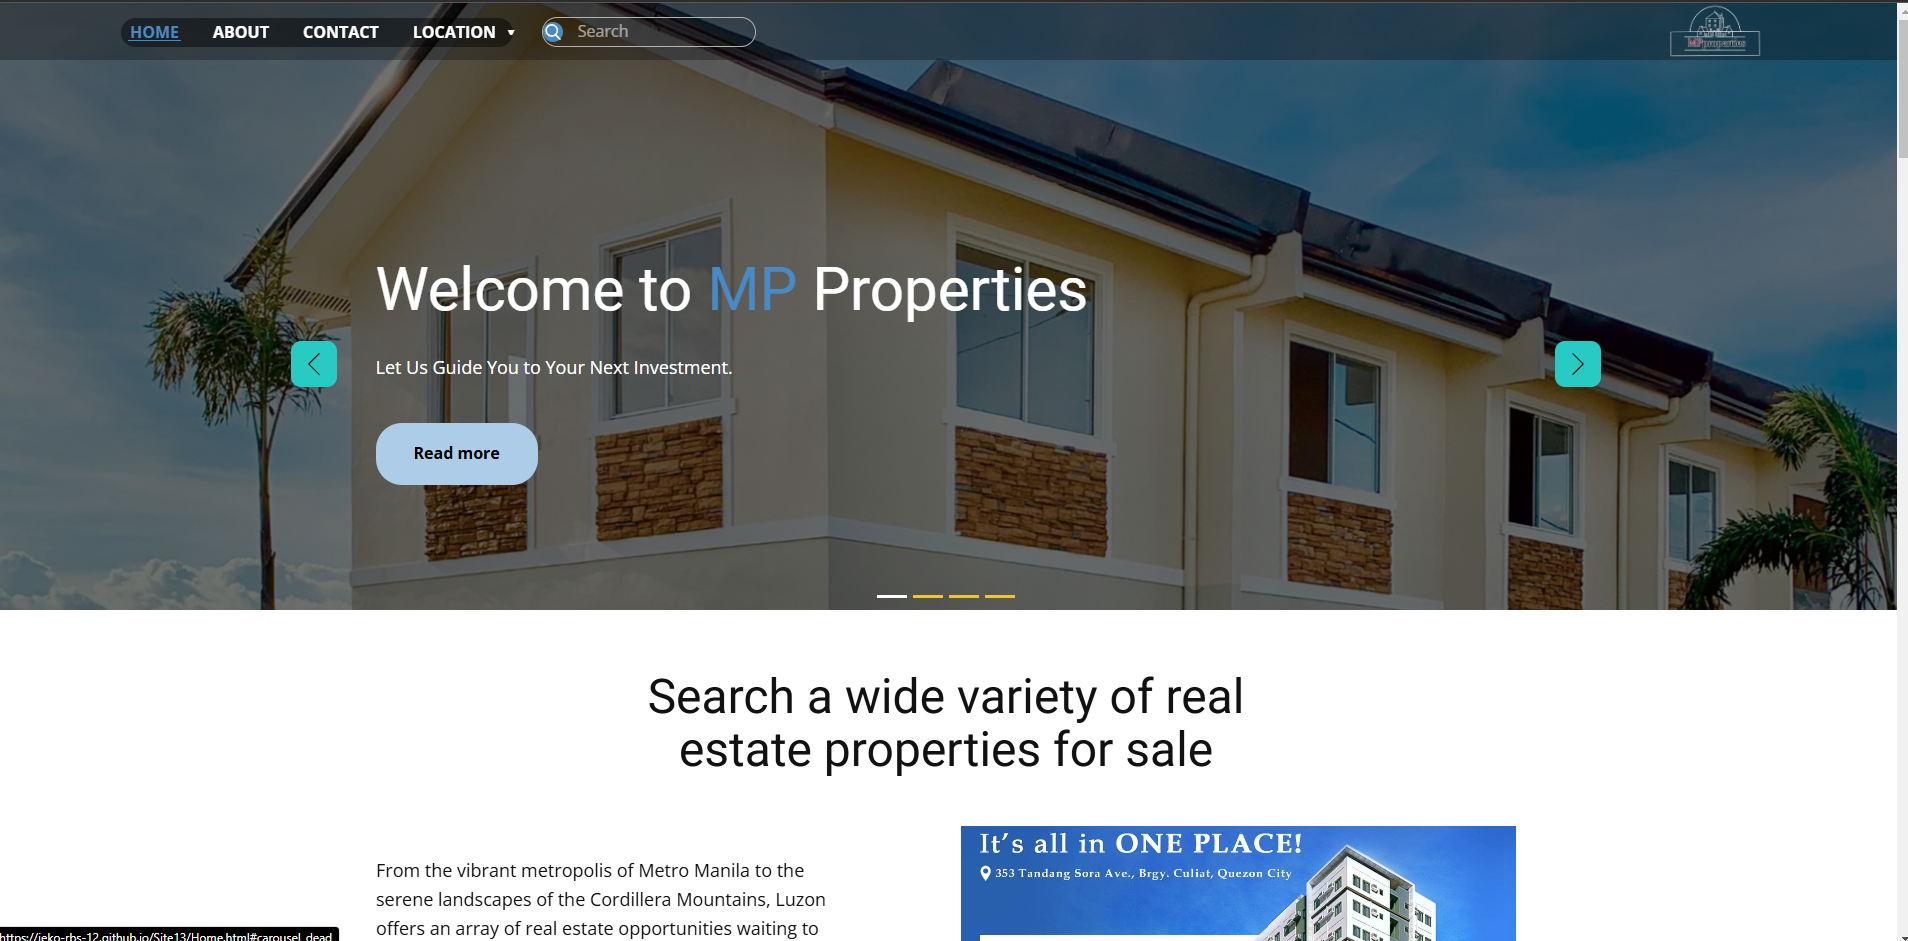 HOME ABOUT CONTACT LOCATION Search
MPproperties
Welcome to MP Properties
Let Us Guide You to Your Next Investment.
Read more
Search a wide variety of real
estate properties for sale
From the vibrant metropolis of Metro Manila to the
serene landscapes of the Cordillera Mountains, Luzon
offers an array of real estate opportunities waiting to
It's all in ONE PLACE!
353 Tandang Sora Ave., Brgy. Culiat, Quezon City
https://jeko-rbs-12.github.io/Site13/Home.html#carousel_dead